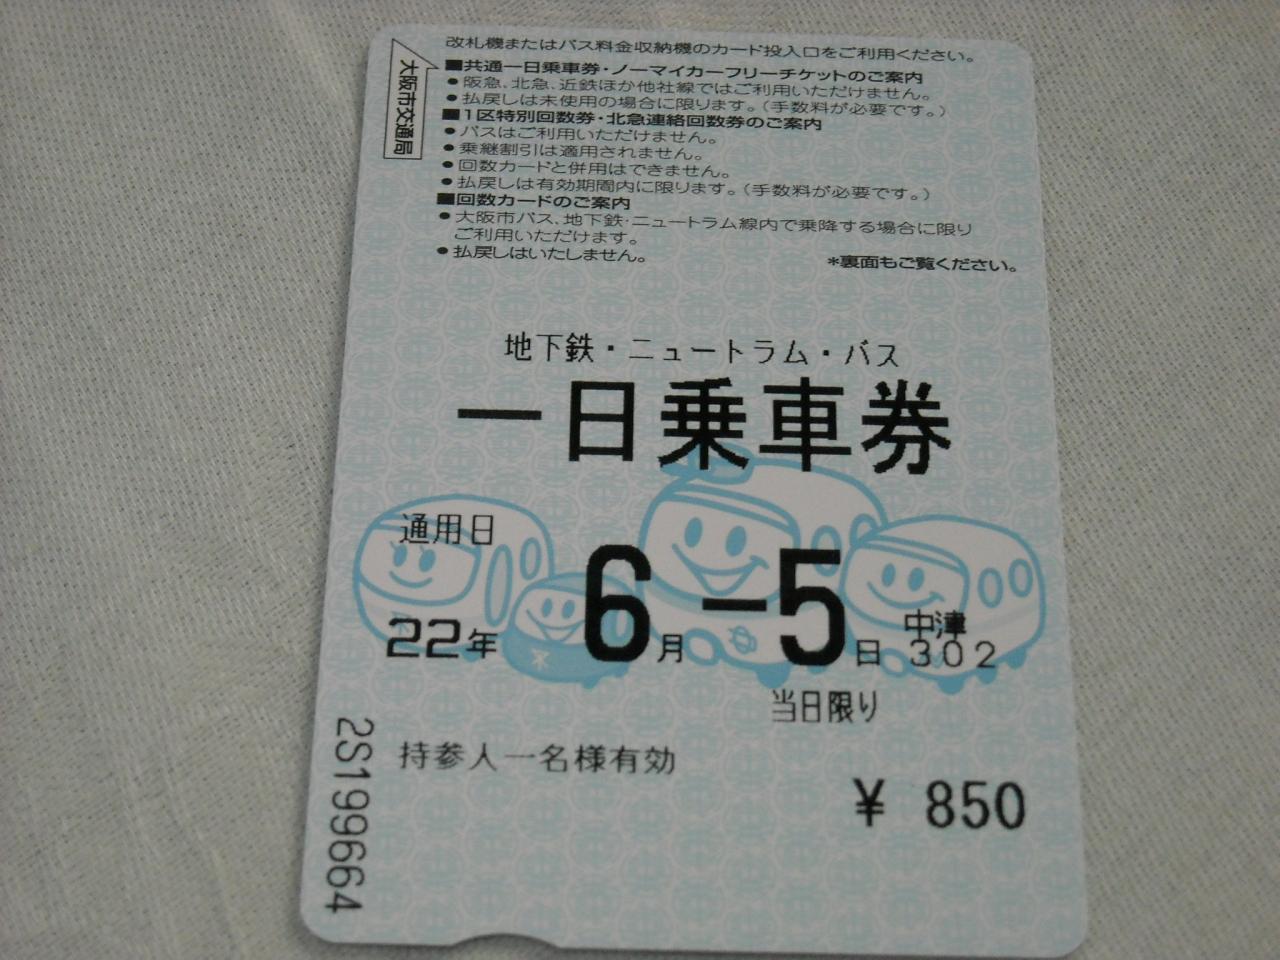 改札機またはバス料金収納機のカード投入口をご利用ください。
大阪市交通局
■共通一日乗車券・ノーマイカーフリーチケットのご案内
●阪急、北急、近鉄ほか他社線ではご利用いただけません。
●払戻しは未使用の場合に限ります。(手数料が必要です。)
■1区特別回数券・北急連絡回数券のご案内
●バスはご利用いただけません。
●乗継割引は適用されません。
●回数カードと併用はできません。
●払戻しは有効期間内に限ります。(手数料が必要です。)
■回数カードのご案内
●大阪市バス、地下鉄・ニュートラム線内で乗降する場合に限り
ご利用いただけます。
●払戻しはいたしません。
*裏面もご覧ください。
地下鉄・ニュートラム・バス
一日乗車券
通用日
22年 6月-5日
中津
302
当日限り
持参人一名様有効
¥ 850
2S199664